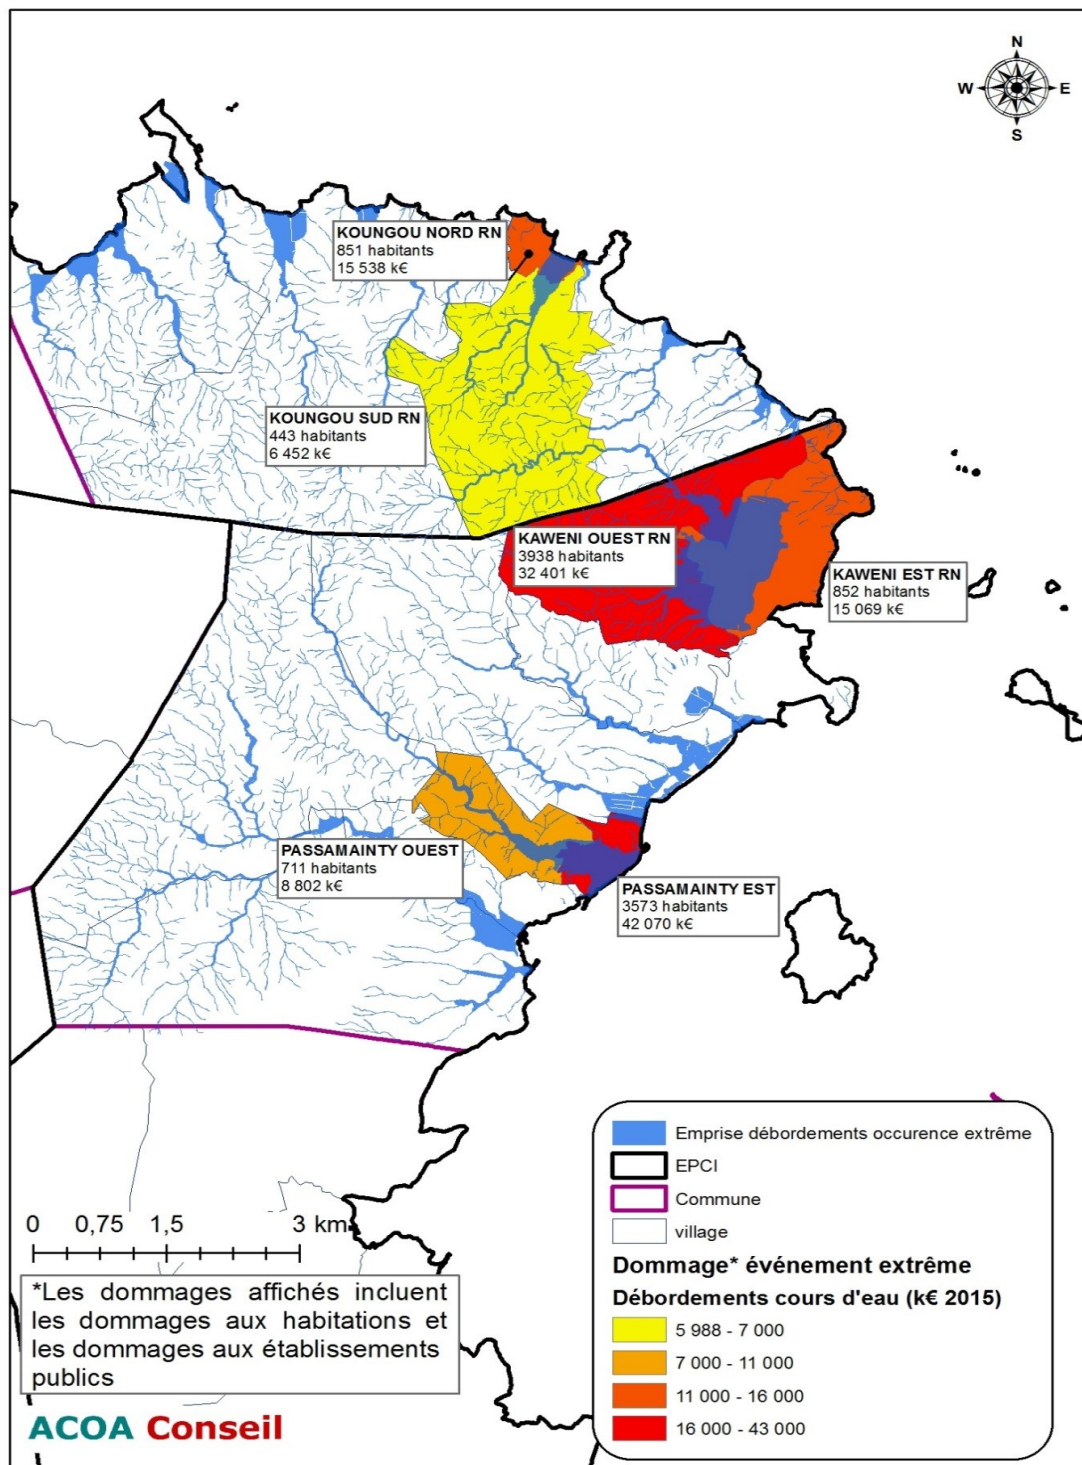 N
W E
S
KOUNGOU NORD RN
851 habitants
15 538 k€
KOUNGOU SUD RN
443 habitants
6 452 k€
KAWENI OUEST RN
3938 habitants
32 401 k€
KAWENI EST RN
852 habitants
15 069 k€
PASSAMAINTY OUEST
711 habitants
8 802 k€
PASSAMAINTY EST
3573 habitants
42 070 k€
Emprise débordements occurence extrême
EPCI
Commune
village
Dommage* événement extrême
Débordements cours d'eau (k€ 2015)
5 988 - 7 000
7 000 - 11 000
11 000 - 16 000
16 000 - 43 000
0 0,75 1,5 3 km
*Les dommages affichés incluent
les dommages aux habitations et
les dommages aux établissements
publics
ACOA Conseil